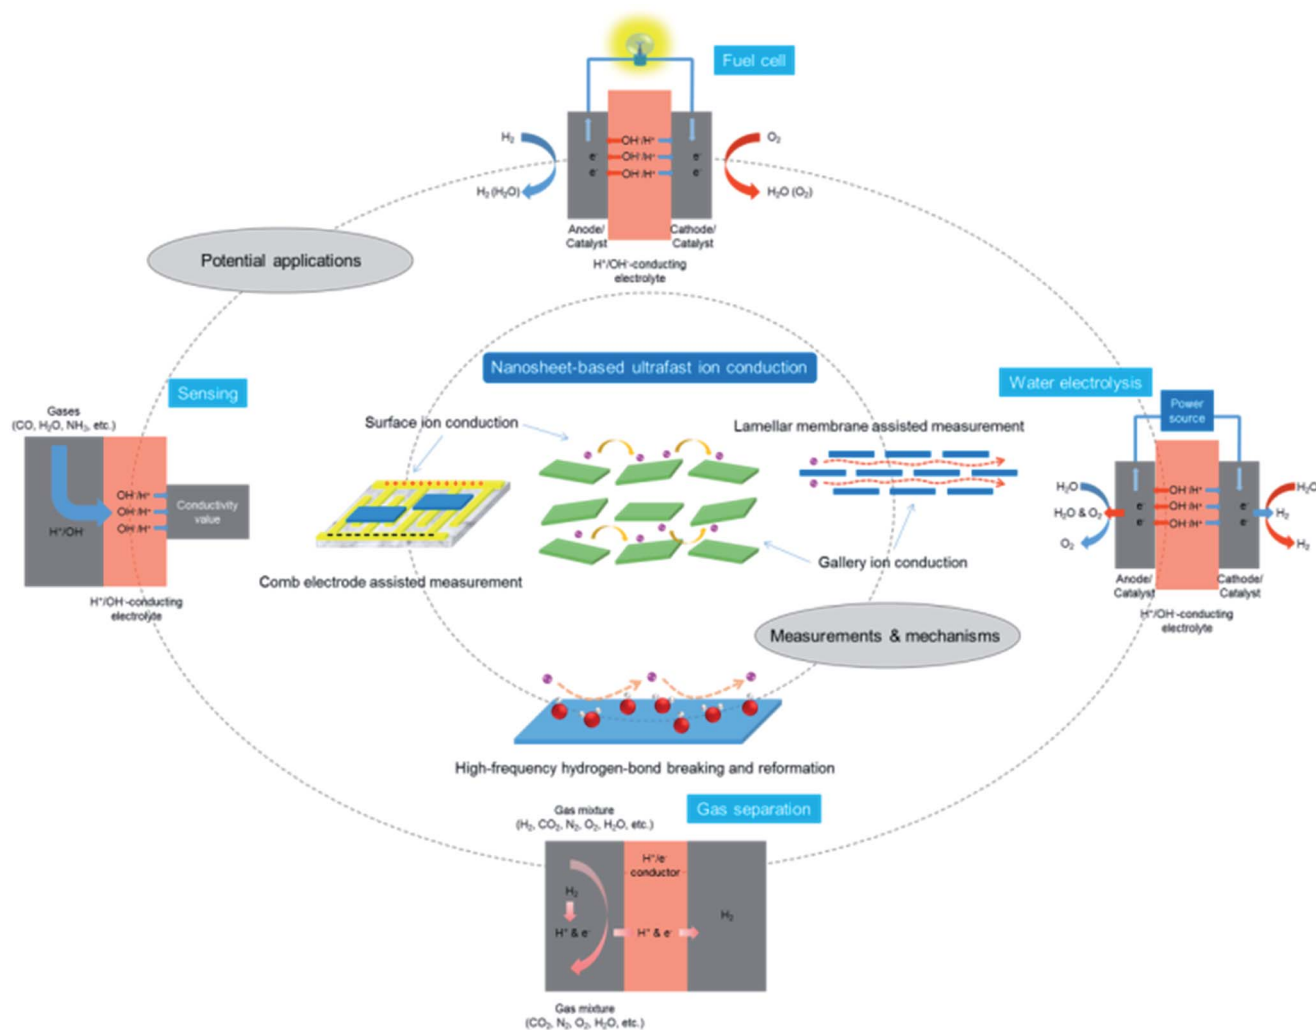 Fuel cell
H₂
OH⁻/H⁺
O₂
e⁻
OH⁻/H⁺
e⁻
e⁻
OH⁻/H⁺
e⁻
H₂ (H₂O)
H₂O (O₂)
Anode/
Catalyst
Cathode/
Catalyst
H⁺/OH⁻-conducting
electrolyte
Potential applications
Nanosheet-based ultrafast ion conduction
Sensing
Gases
(CO, H₂O, NH₃, etc.)
OH⁻/H⁺
OH⁻/H⁺
OH⁻/H⁺
H⁺/OH⁻
Conductivity
value
H⁺/OH⁻-conducting
electrolyte
Surface ion conduction
Comb electrode assisted measurement
Lamellar membrane assisted measurement
Gallery ion conduction
Water electrolysis
Power
source
H₂O
OH⁻/H⁺
H₂O
H₂O & O₂
e⁻
OH⁻/H⁺
e⁻
H₂
e⁻
OH⁻/H⁺
e⁻
O₂
H₂
Anode/
Catalyst
Cathode/
Catalyst
H⁺/OH⁻-conducting
electrolyte
Measurements & mechanisms
High-frequency hydrogen-bond breaking and reformation
Gas separation
Gas mixture
(H₂, CO₂, N₂, O₂, H₂O, etc.)
H⁺/e⁻
conductor
H₂
H⁺ & e⁻
H⁺ & e⁻
H₂
Gas mixture
(CO₂, N₂, O₂, H₂O, etc.)